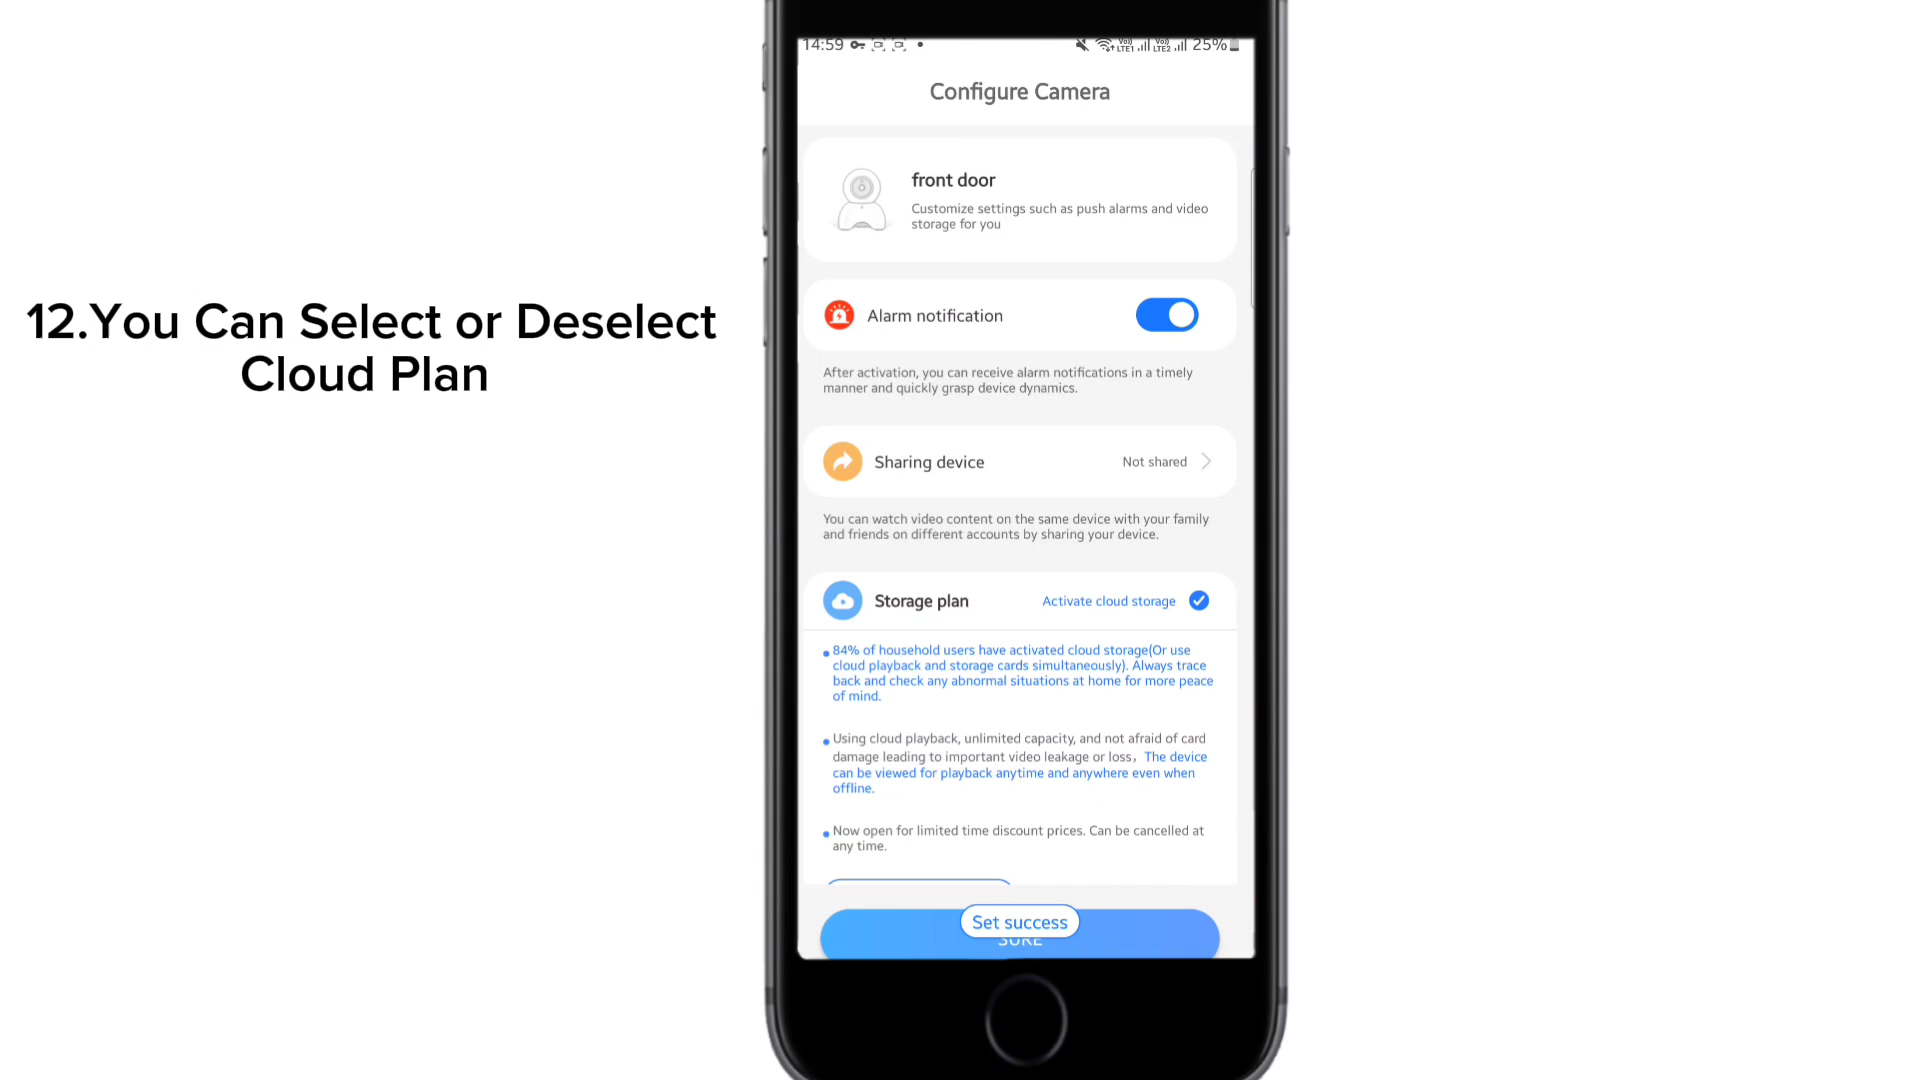 12.You Can Select or Deselect
Cloud Plan
14:59
Vo))
LTE1
Vo))
LTE2
25%
Configure Camera
front door
Customize settings such as push alarms and video
storage for you
Alarm notification
After activation, you can receive alarm notifications in a timely
manner and quickly grasp device dynamics.
Sharing device
Not shared
You can watch video content on the same device with your family
and friends on different accounts by sharing your device.
Storage plan
Activate cloud storage
84% of household users have activated cloud storage(Or use
cloud playback and storage cards simultaneously). Always trace
back and check any abnormal situations at home for more peace
of mind.
Using cloud playback, unlimited capacity, and not afraid of card
damage leading to important video leakage or loss，The device
can be viewed for playback anytime and anywhere even when
offline.
Now open for limited time discount prices. Can be cancelled at
any time.
Set success
SURE